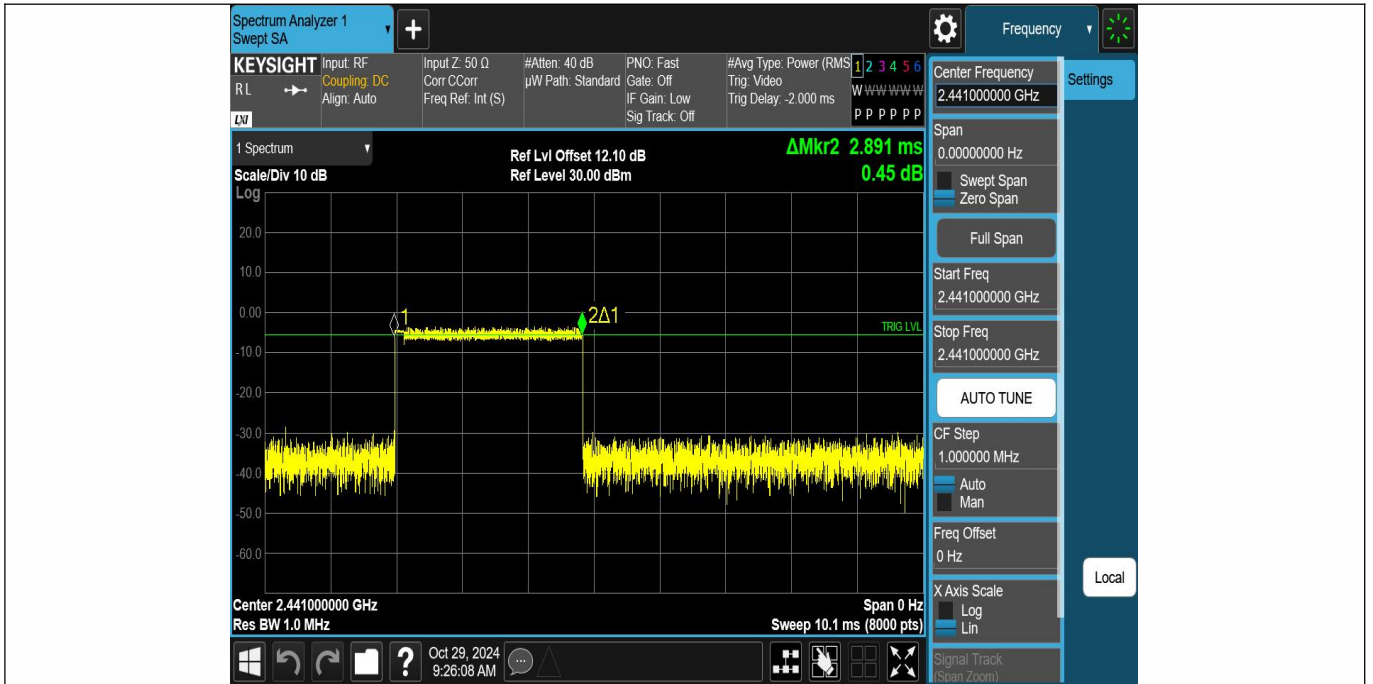 Spectrum Analyzer 1
Swept SA
+
Frequency
KEYSIGHT
RL
LXI
Input: RF
Coupling: DC
Align: Auto
Input Z: 50 Ω
Corr CCorr
Freq Ref: Int (S)
#Atten: 40 dB
µW Path: Standard
PNO: Fast
Gate: Off
IF Gain: Low
Sig Track: Off
#Avg Type: Power (RMS
Trig: Video
Trig Delay: -2.000 ms
1 2 3 4 5 6
W W W W W W
P P P P P P
1 Spectrum
Scale/Div 10 dB
Ref Lvl Offset 12.10 dB
Ref Level 30.00 dBm
ΔMkr2 2.891 ms
0.45 dB
Log
20.0
10.0
0.00
-10.0
-20.0
-30.0
-40.0
-50.0
-60.0
1
2Δ1
TRIG LVL
Center 2.441000000 GHz
Span 0 Hz
Res BW 1.0 MHz
Sweep 10.1 ms (8000 pts)
?
Oct 29, 2024
9:26:08 AM
Center Frequency
2.441000000 GHz
Settings
Span
0.00000000 Hz
Swept Span
Zero Span
Full Span
Start Freq
2.441000000 GHz
Stop Freq
2.441000000 GHz
AUTO TUNE
CF Step
1.000000 MHz
Auto
Man
Freq Offset
0 Hz
X Axis Scale
Log
Lin
Local
Signal Track
(Span Zoom)